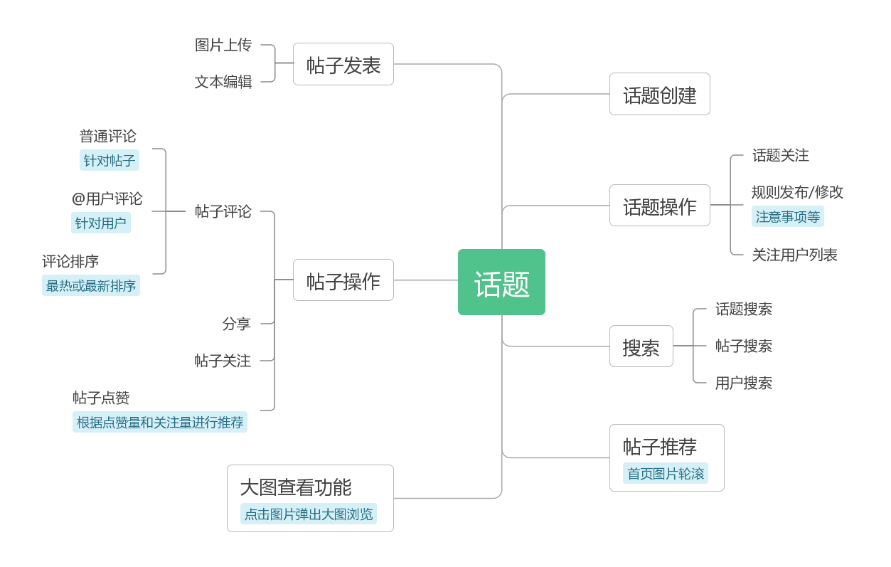 图片上传
文本编辑
帖子发表
普通评论
针对帖子
@用户评论
针对用户
评论排序
最热或最新排序
帖子评论
分享
帖子关注
帖子点赞
根据点赞量和关注量进行推荐
帖子操作
大图查看功能
点击图片弹出大图浏览
话题
话题创建
话题操作
话题关注
规则发布/修改
注意事项等
关注用户列表
搜索
话题搜索
帖子搜索
用户搜索
帖子推荐
首页图片轮滚